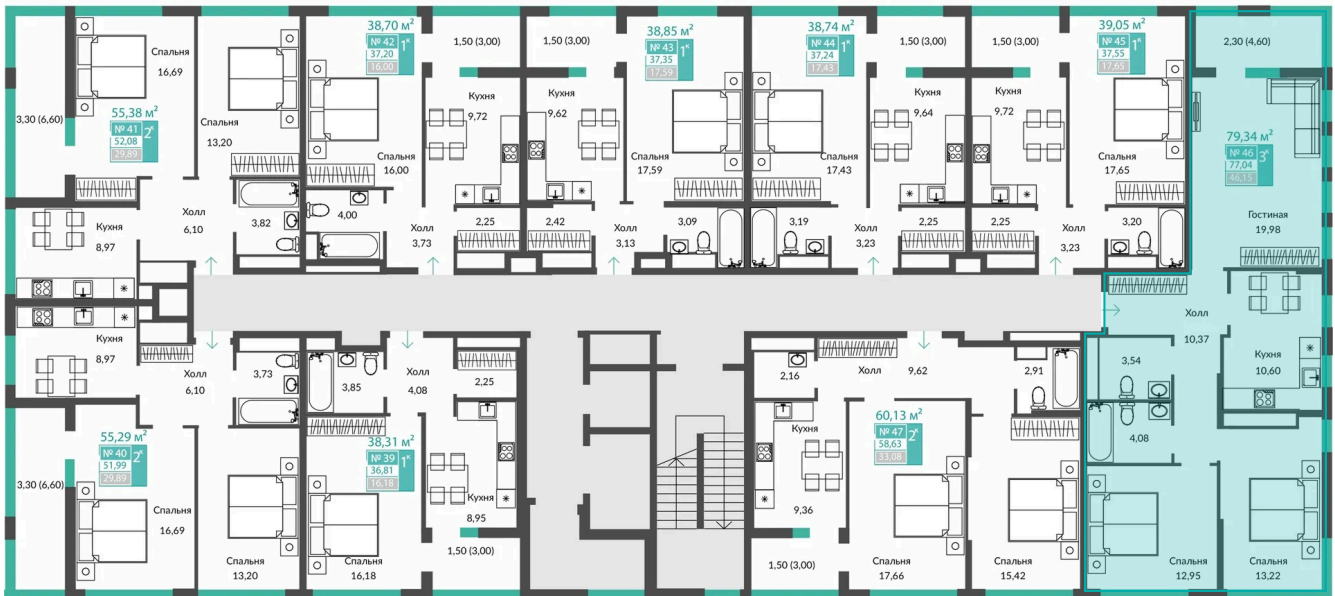 Спальня
16,69
55,38 м²
№ 41
52,08
29,89
2ᵏ
3,30 (6,60)
Спальня
13,20
Кухня
8,97
Холл
6,10
3,82
38,70 м²
№ 42
37,20
16,00
1ᵏ
1,50 (3,00)
Кухня
9,72
Спальня
16,00
4,00
Холл
3,73
2,25
1,50 (3,00)
38,85 м²
№ 43
37,35
17,59
1ᵏ
Кухня
9,62
Спальня
17,59
2,42
Холл
3,13
3,09
38,74 м²
№ 44
37,24
17,43
1ᵏ
1,50 (3,00)
Кухня
9,64
Спальня
17,43
3,19
Холл
3,23
2,25
1,50 (3,00)
39,05 м²
№ 45
37,55
17,65
1ᵏ
Кухня
9,72
Спальня
17,65
2,25
Холл
3,23
3,20
2,30 (4,60)
79,34 м²
№ 46
77,04
46,15
3ᵏ
Гостиная
19,98
Холл
10,37
Кухня
10,60
3,54
4,08
Спальня
12,95
Спальня
13,22
Кухня
8,97
Холл
6,10
3,73
55,29 м²
№ 40
51,99
29,89
2ᵏ
3,30 (6,60)
Спальня
16,69
Спальня
13,20
3,85
Холл
4,08
2,25
38,31 м²
№ 39
36,81
16,18
1ᵏ
Кухня
8,95
Спальня
16,18
1,50 (3,00)
2,16
Холл
9,62
2,91
Кухня
9,36
60,13 м²
№ 47
58,63
33,08
2ᵏ
1,50 (3,00)
Спальня
17,66
Спальня
15,42